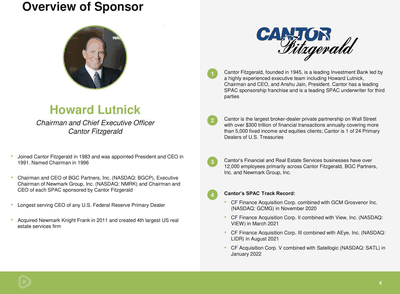 Overview of Sponsor
Howard Lutnick
Chairman and Chief Executive Officer
Cantor Fitzgerald
• Joined Cantor Fitzgerald in 1983 and was appointed President and CEO in
1991, Named Chairman in 1996
• Chairman and CEO of BGC Partners, Inc. (NASDAQ: BGCP), Executive
Chairman of Newmark Group, Inc. (NASDAQ: NMRK) and Chairman and
CEO of each SPAC sponsored by Cantor Fitzgerald
• Longest serving CEO of any U.S. Federal Reserve Primary Dealer
• Acquired Newmark Knight Frank in 2011 and created 4th largest US real
estate services firm
CANTOR
Fitzgerald
1
Cantor Fitzgerald, founded in 1945, is a leading Investment Bank led by
a highly experienced executive team including Howard Lutnick,
Chairman and CEO, and Anshu Jain, President. Cantor has a leading
SPAC sponsorship franchise and is a leading SPAC underwriter for third
parties
2
Cantor is the largest broker-dealer private partnership on Wall Street
with over $300 trillion of financial transactions annually covering more
than 5,000 fixed income and equities clients; Cantor is 1 of 24 Primary
Dealers of U.S. Treasuries
3
Cantor's Financial and Real Estate Services businesses have over
12,000 employees primarily across Cantor Fitzgerald, BGC Partners,
Inc. and Newmark Group, Inc.
4
Cantor's SPAC Track Record:
• CF Finance Acquisition Corp. combined with GCM Grosvenor Inc.
(NASDAQ: GCMG) in November 2020
• CF Finance Acquisition Corp. II combined with View, Inc. (NASDAQ:
VIEW) in March 2021
• CF Finance Acquisition Corp. III combined with AEye, Inc. (NASDAQ:
LIDR) in August 2021
• CF Acquisition Corp. V combined with Satellogic (NASDAQ: SATL) in
January 2022
4